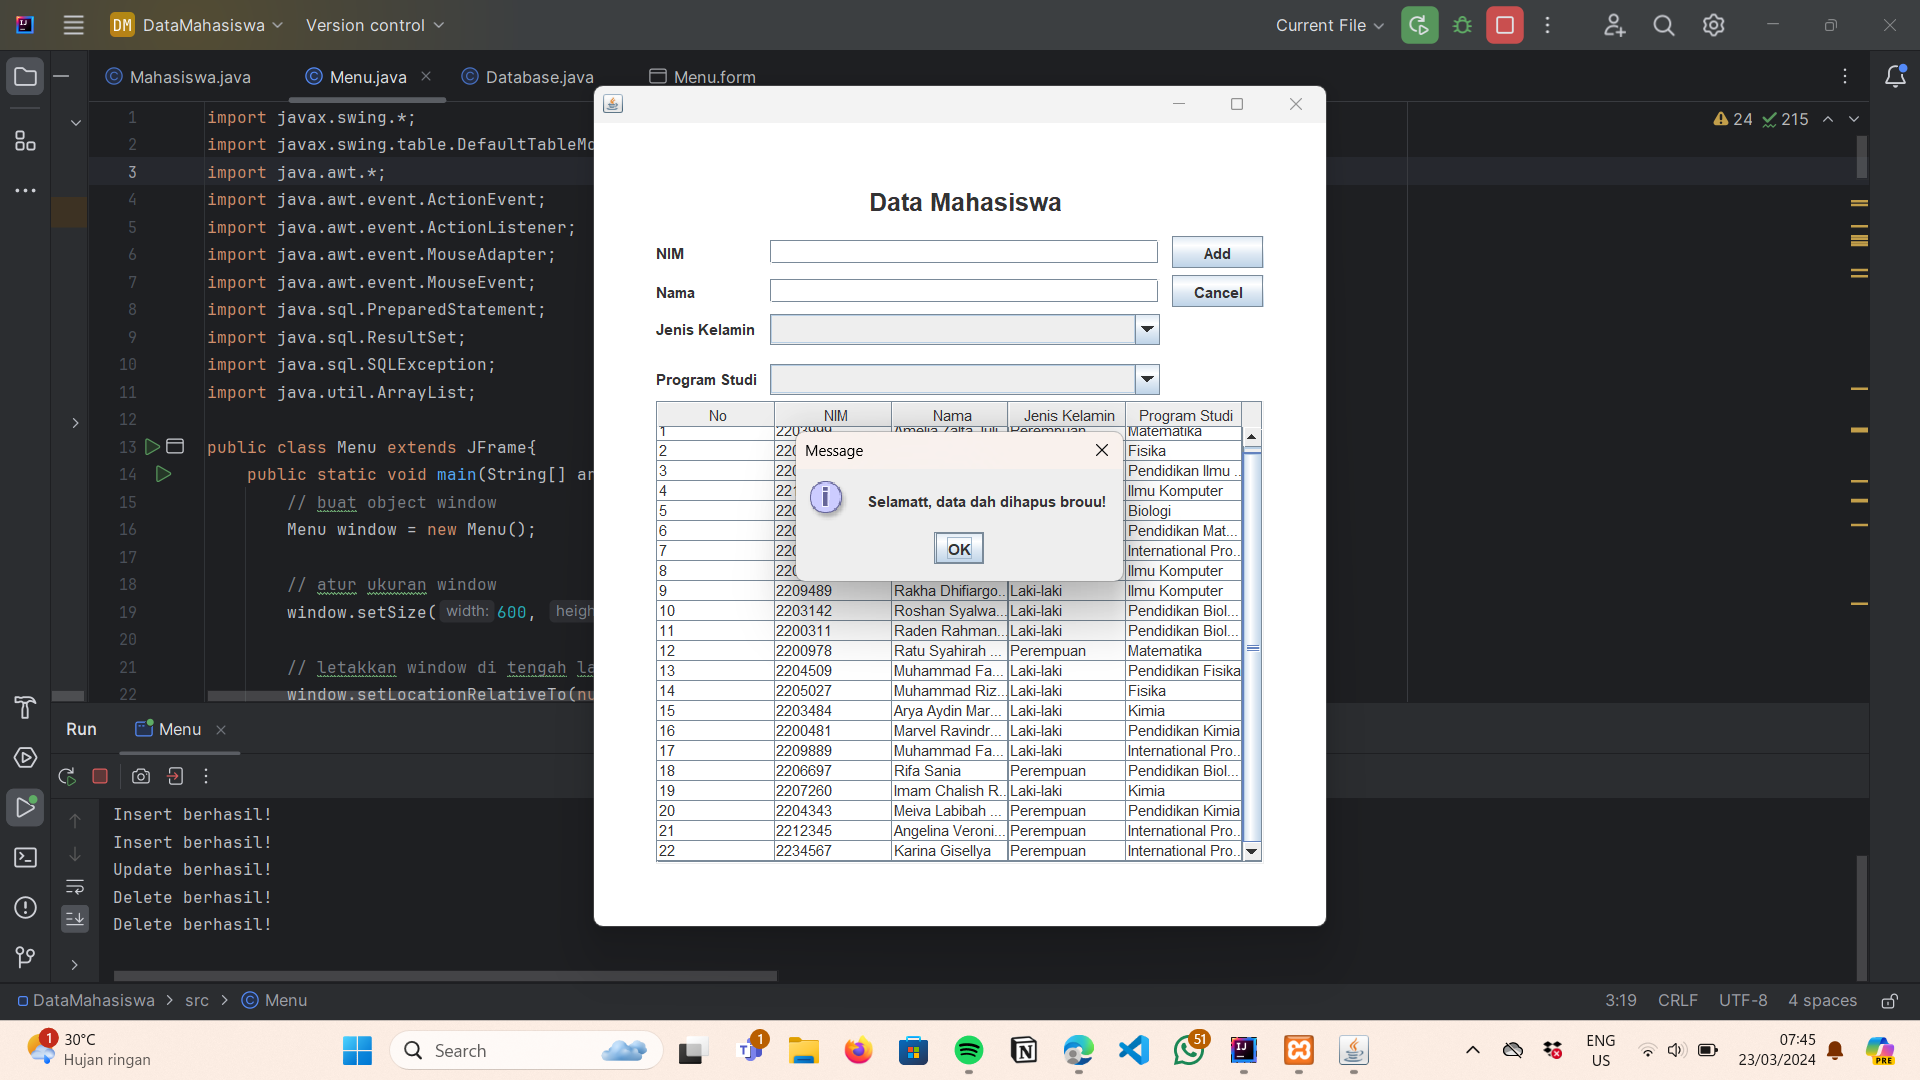 DM DataMahasiswa Version control Current File
Mahasiswa.java Menu.java Database.java Menu.form
24 215
1 import javax.swing.*;
2 import javax.swing.table.
3 import java.awt.*;
4 import java.awt.event.ActionEvent;
5 import java.awt.event.ActionListener;
6 import java.awt.event.MouseAdapter;
7 import java.awt.event.MouseEvent;
8 import java.sql.PreparedStatement;
9 import java.sql.ResultSet;
10 import java.sql.SQLException;
11 import java.util.ArrayList;
12
13 public class Menu extends JFrame{
14 public static void main(String[] ar
15 // buat object window
16 Menu window = new Menu();
17
18 // atur ukuran window
19 window.setSize( width: 600, heigh
20
21 // letakkan window di tengah la
22 window.setLocationRelativeTo(nu
Data Mahasiswa
NIM Add
Nama Cancel
Jenis Kelamin
Program Studi
No NIM Nama Jenis Kelamin Program Studi
1 2203999 Amelia Zalfa Juli... Perempuan Matematika
2 220 Fisika
3 220 Pendidikan Ilmu ...
4 221 Ilmu Komputer
5 220 Biologi
6 220 Pendidikan Mat...
7 220 International Pro...
8 220 Ilmu Komputer
9 2209489 Rakha Dhifiargo... Laki-laki Ilmu Komputer
10 2203142 Roshan Syalwa... Laki-laki Pendidikan Biol...
11 2200311 Raden Rahman... Laki-laki Pendidikan Biol...
12 2200978 Ratu Syahirah ... Perempuan Matematika
13 2204509 Muhammad Fa... Laki-laki Pendidikan Fisika
14 2205027 Muhammad Riz... Laki-laki Fisika
15 2203484 Arya Aydin Mar... Laki-laki Kimia
16 2200481 Marvel Ravindr... Laki-laki Pendidikan Kimia
17 2209889 Muhammad Fa... Laki-laki International Pro...
18 2206697 Rifa Sania Perempuan Pendidikan Biol...
19 2207260 Imam Chalish R... Laki-laki Kimia
20 2204343 Meiva Labibah ... Perempuan Pendidikan Kimia
21 2212345 Angelina Veroni... Perempuan International Pro...
22 2234567 Karina Gisellya Perempuan International Pro...
Message
Selamatt, data dah dihapus brouu!
OK
Run Menu
Insert berhasil!
Insert berhasil!
Update berhasil!
Delete berhasil!
Delete berhasil!
DataMahasiswa > src > Menu 3:19 CRLF UTF-8 4 spaces
1 30°C
Hujan ringan
Search
1
51
ENG
US
07:45
23/03/2024
PRE